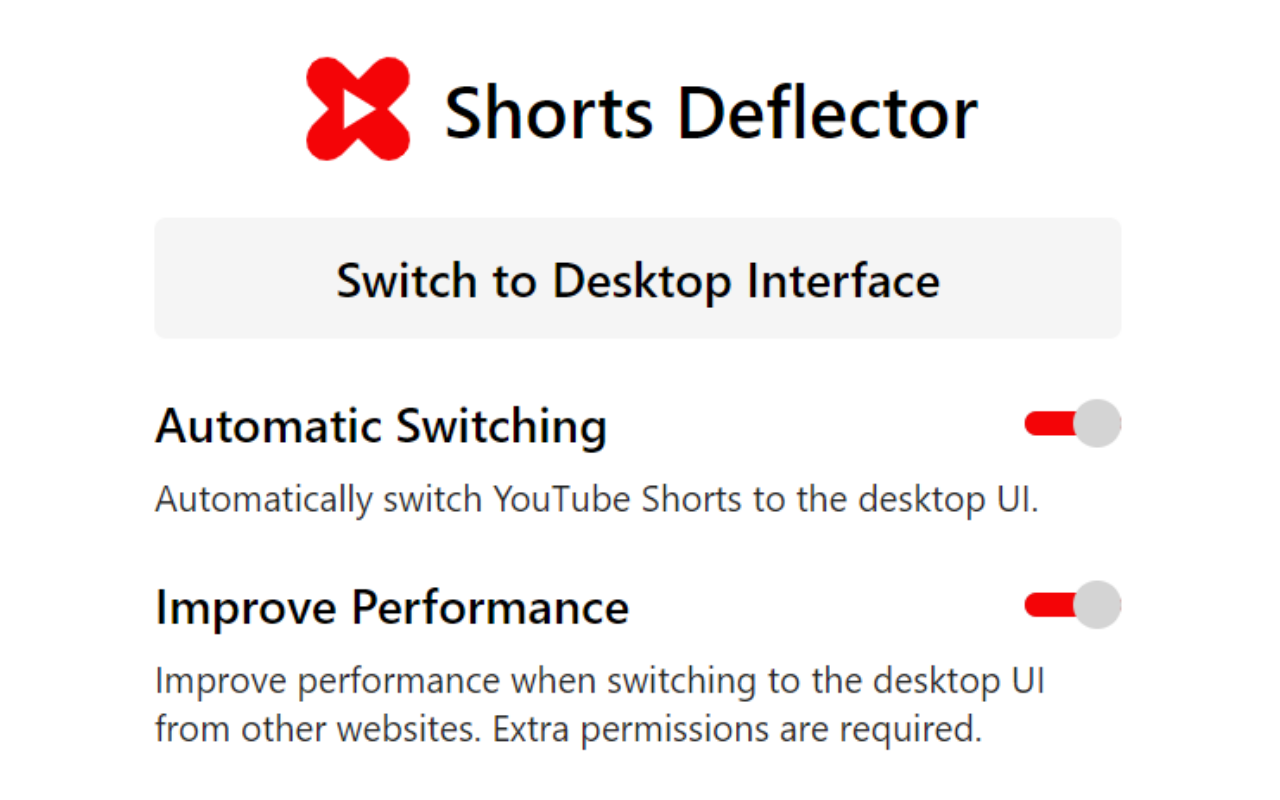 Shorts Deflector
Switch to Desktop Interface
Automatic Switching
Automatically switch YouTube Shorts to the desktop UI.
Improve Performance
Improve performance when switching to the desktop UI
from other websites. Extra permissions are required.